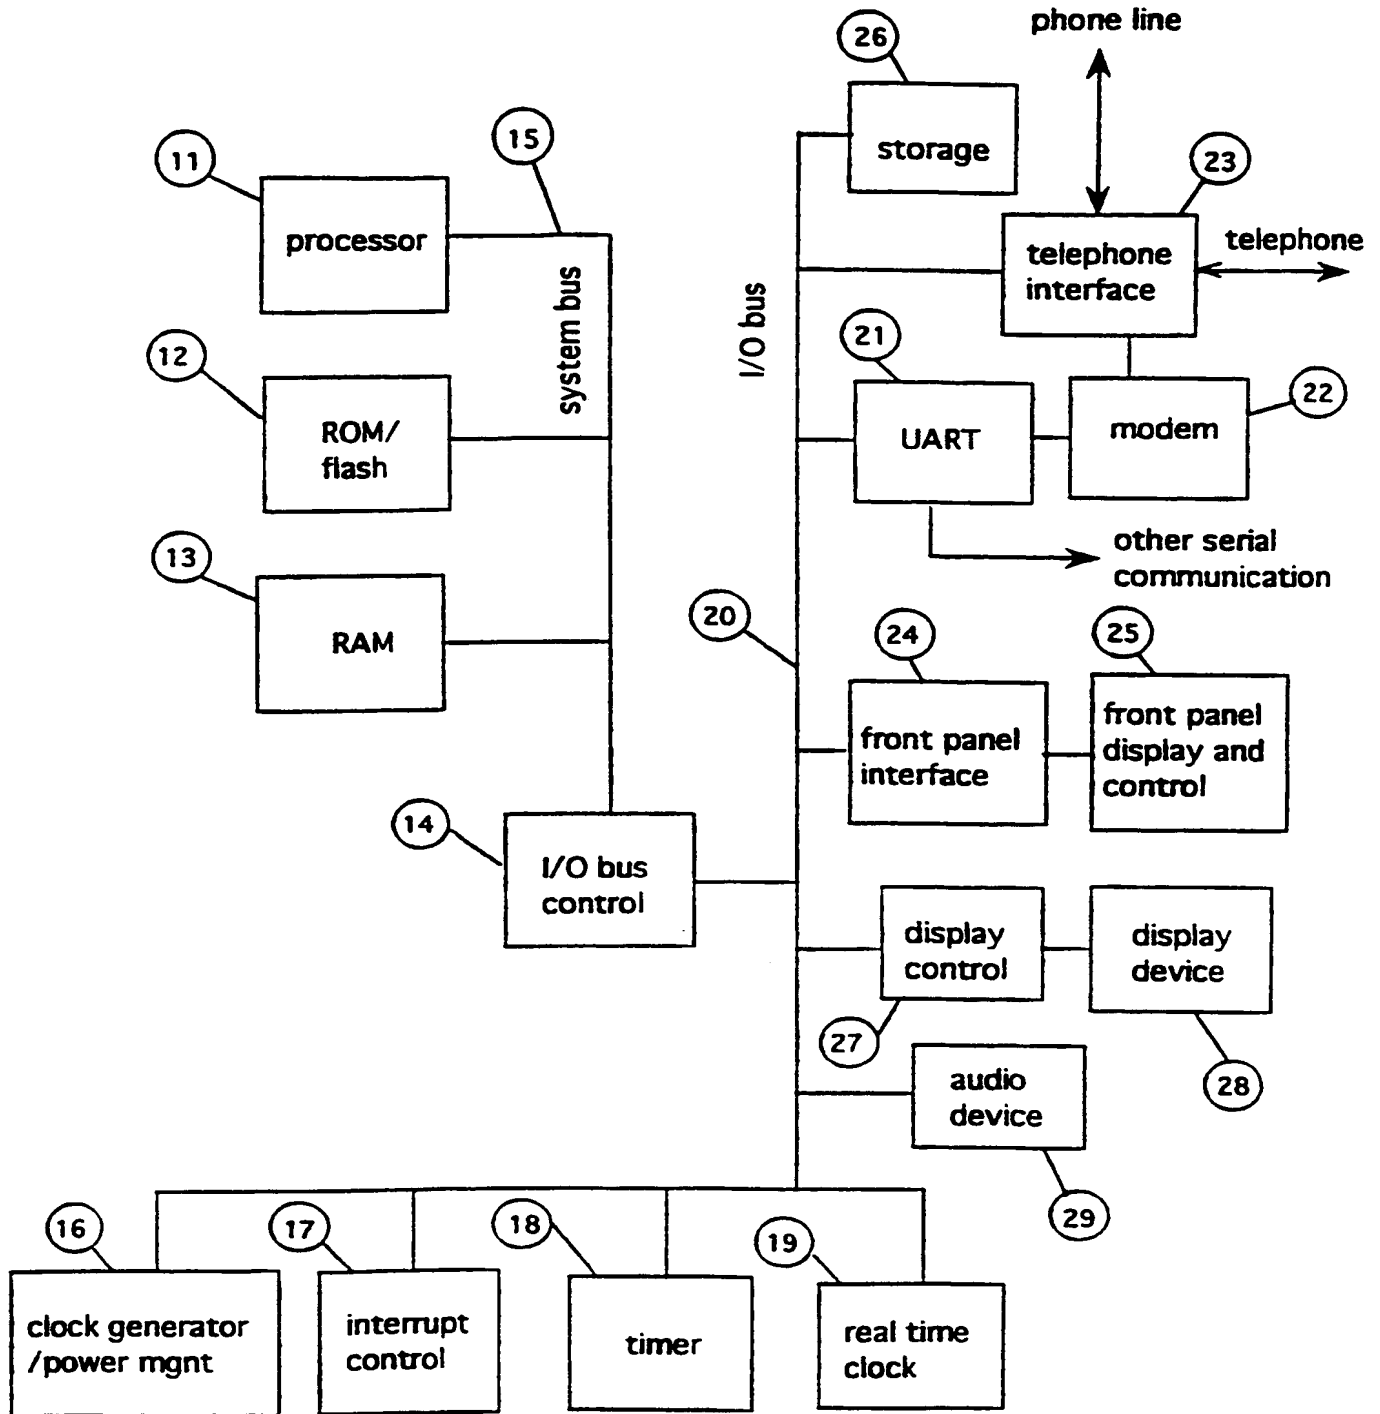 phone line
26
storage
15
11
23
processor
telephone
interface
telephone
system bus
I/O bus
21
12
22
ROM/
flash
UART
modem
13
other serial
communication
20
24
25
RAM
front panel
interface
front panel
display and
control
14
I/O bus
control
display
control
display
device
27
28
audio
device
29
16
17
18
19
clock generator
/power mgnt
interrupt
control
timer
real time
clock